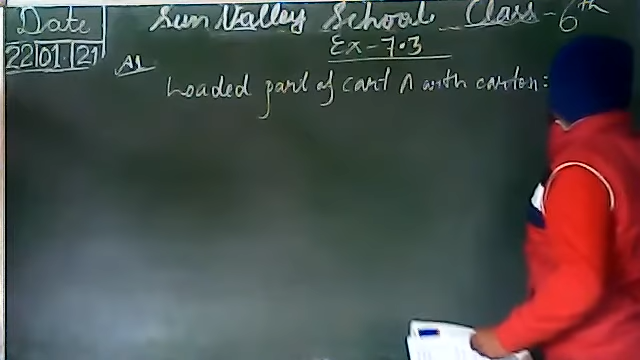 Date
22|01|21
Sun Valley School Class - 6th
Ex - 7.3
A1
Loaded part of cart A with carton: